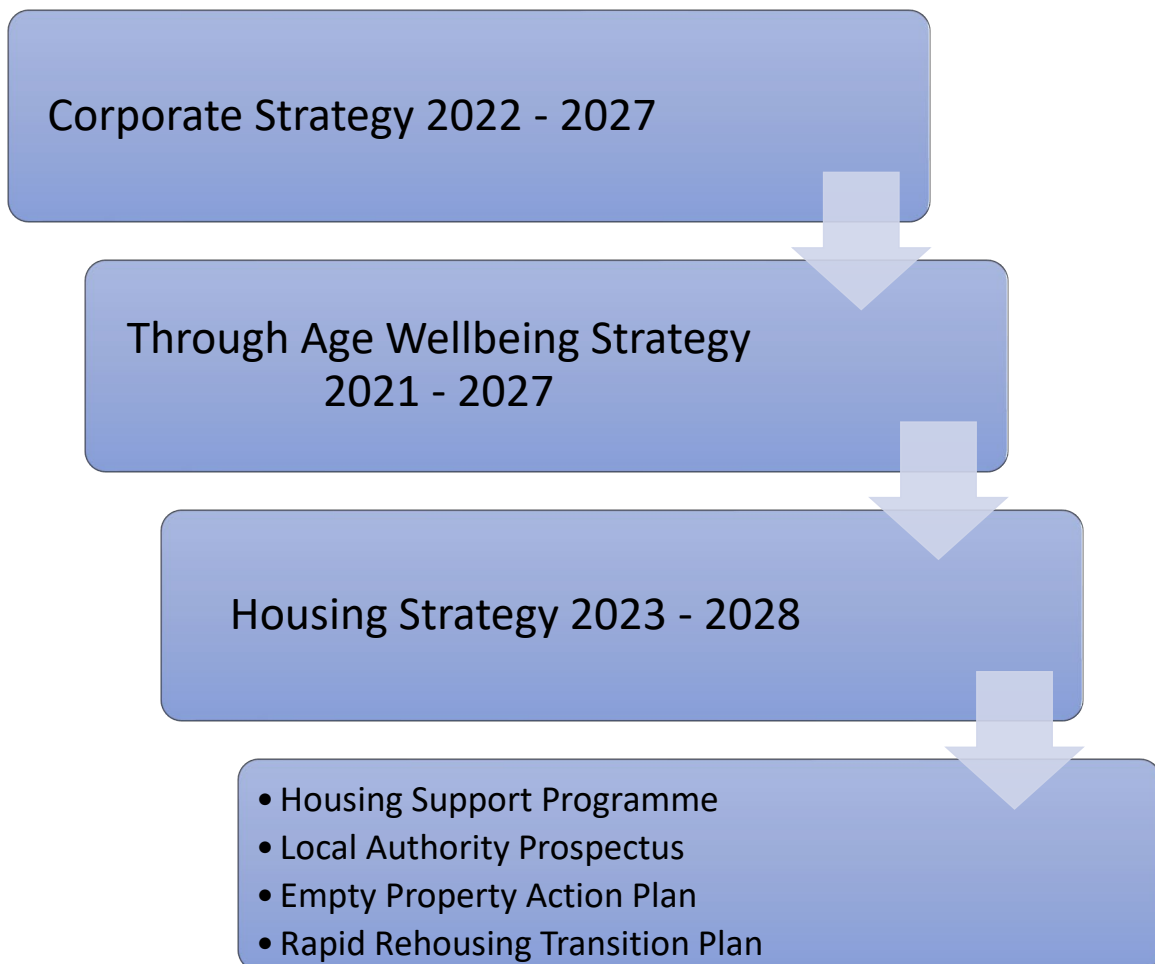 Corporate Strategy 2022 - 2027
Through Age Wellbeing Strategy
2021 - 2027
Housing Strategy 2023 - 2028
• Housing Support Programme
• Local Authority Prospectus
• Empty Property Action Plan
• Rapid Rehousing Transition Plan